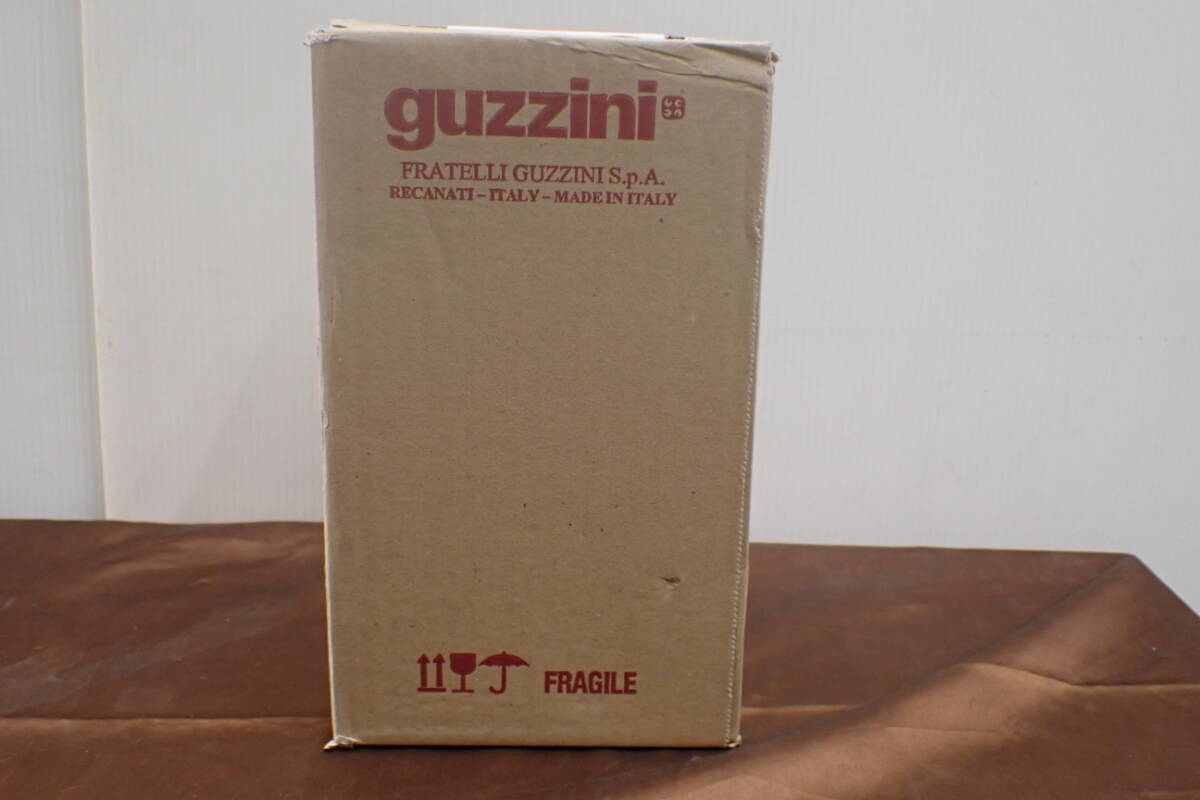 guzzini
FRATELLI GUZZINI S.p.A.
RECANATI – ITALY – MADE IN ITALY
FRAGILE